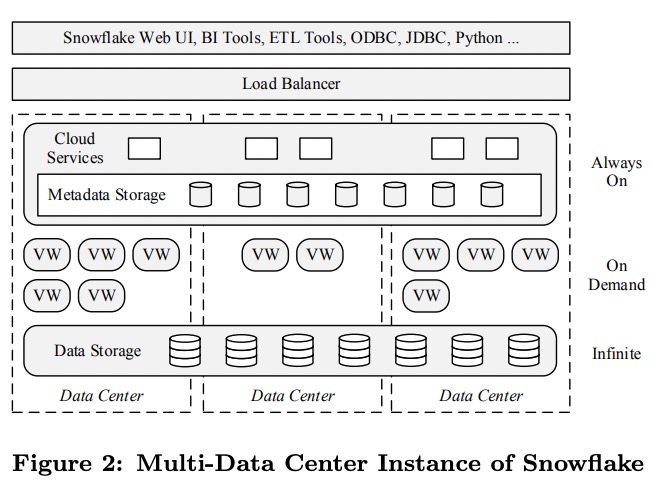 Snowflake Web UI, BI Tools, ETL Tools, ODBC, JDBC, Python ...
Load Balancer
Cloud
Services
Metadata Storage
Always
On
VW VW VW VW VW VW VW VW
VW VW VW
On
Demand
Data Storage
Infinite
Data Center Data Center Data Center
Figure 2: Multi-Data Center Instance of Snowflake